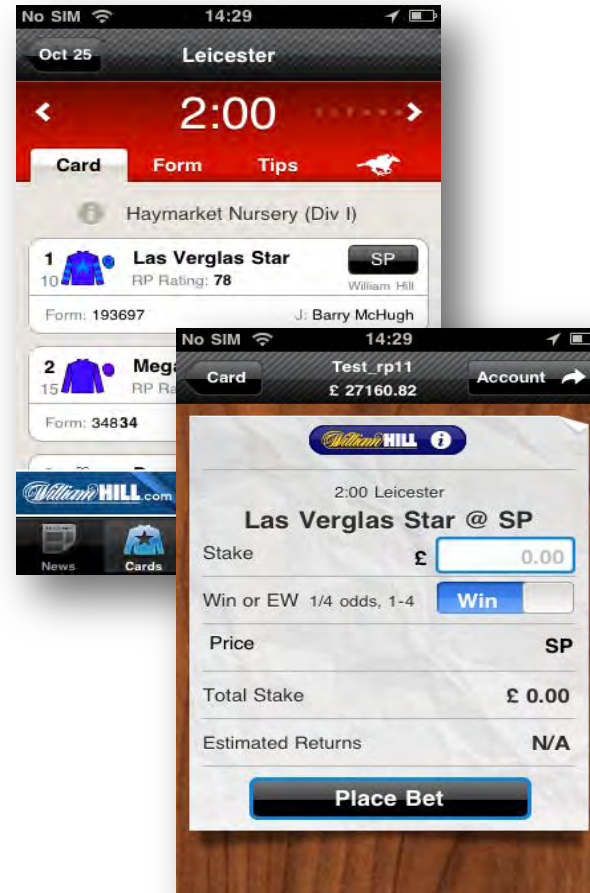 No SIM 14:29
Oct 25 Leicester
2:00
Card Form Tips
Haymarket Nursery (Div I)
1 Las Verglas Star SP
10 RP Rating: 78 William Hill
Form: 193697 J: Barry McHugh
2
15 RP
Form: 34834
William HILL.com
News Cards
No SIM 14:29
Card Test_rp11 Account
£ 27160.82
William HILL i
2:00 Leicester
Las Verglas Star @ SP
Stake £ 0.00
Win or EW 1/4 odds, 1-4 Win
Price SP
Total Stake £ 0.00
Estimated Returns N/A
Place Bet